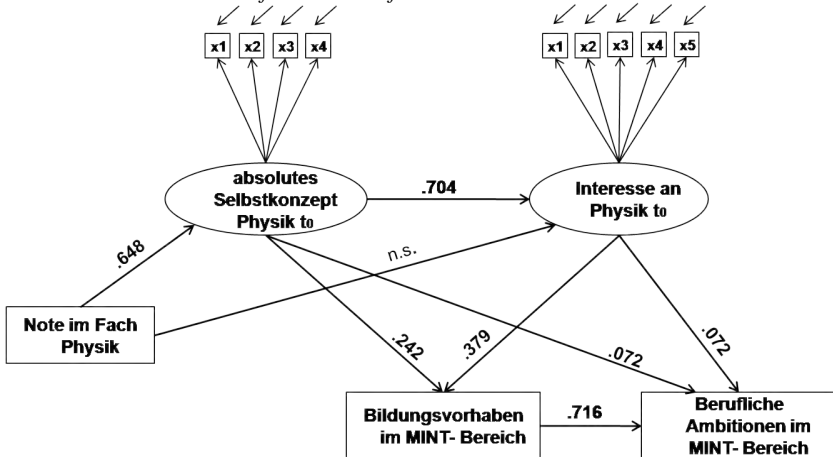 x1 x2 x3 x4
x1 x2 x3 x4 x5
absolutes
Selbstkonzept
Physik t0
.704
Interesse an
Physik t0
.648
n.s.
Note im Fach
Physik
.242
.379
.072
.072
Bildungsvorhaben
im MINT- Bereich
.716
Berufliche
Ambitionen im
MINT- Bereich